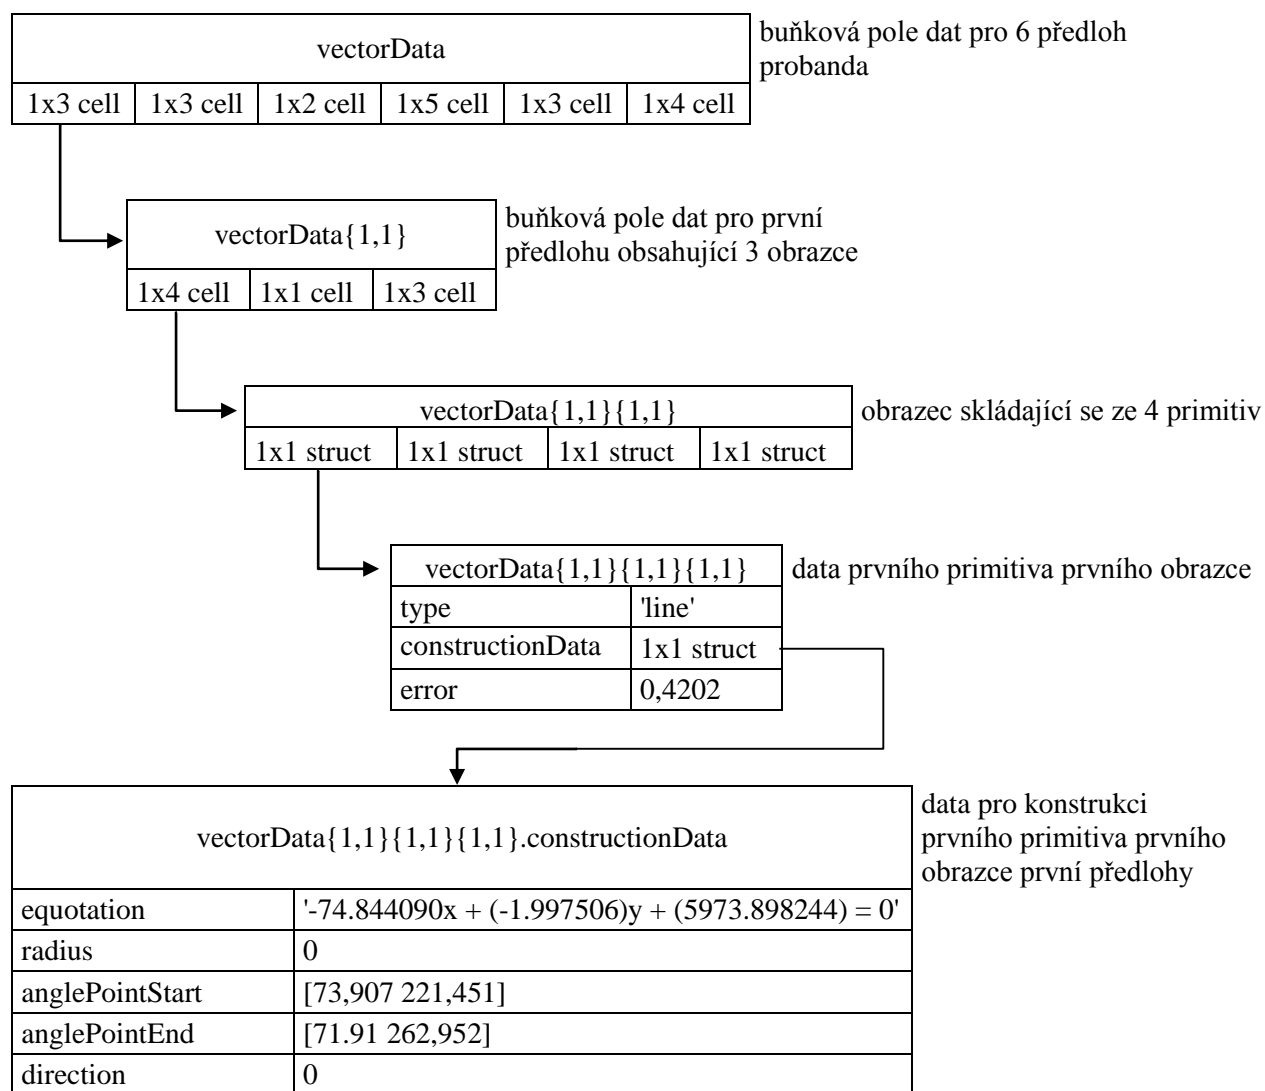 vectorData
buňková pole dat pro 6 předloh
probanda
1x3 cell 1x3 cell 1x2 cell 1x5 cell 1x3 cell 1x4 cell
vectorData{1,1}
buňková pole dat pro první
předlohu obsahující 3 obrazce
1x4 cell 1x1 cell 1x3 cell
vectorData{1,1}{1,1}
obrazec skládající se ze 4 primitiv
1x1 struct 1x1 struct 1x1 struct 1x1 struct
vectorData{1,1}{1,1}{1,1}
data prvního primitiva prvního obrazce
type 'line'
constructionData 1x1 struct
error 0,4202
vectorData{1,1}{1,1}{1,1}.constructionData
data pro konstrukci
prvního primitiva prvního
obrazce první předlohy
equotation '-74.844090x + (-1.997506)y + (5973.898244) = 0'
radius 0
anglePointStart [73,907 221,451]
anglePointEnd [71.91 262,952]
direction 0